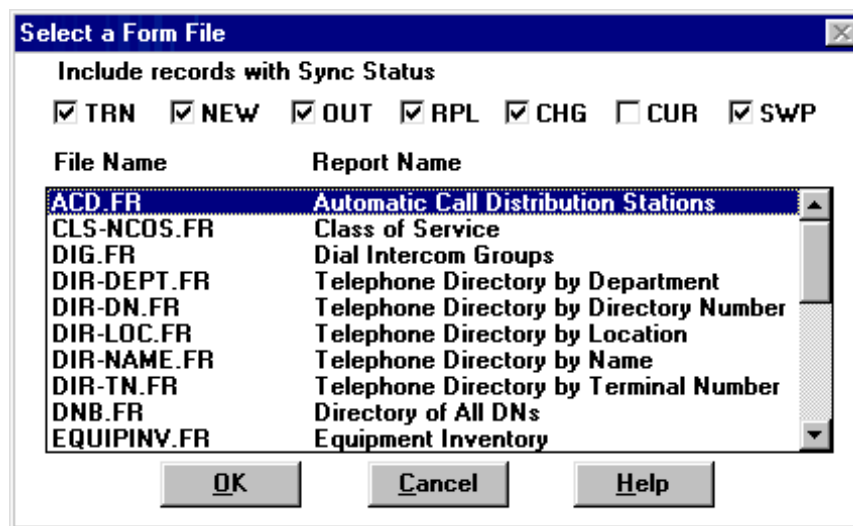 Select a Form File
Include records with Sync Status
TRN NEW OUT RPL CHG CUR SWP
File Name Report Name
ACD.FR Automatic Call Distribution Stations
CLS-NCOS.FR Class of Service
DIG.FR Dial Intercom Groups
DIR-DEPT.FR Telephone Directory by Department
DIR-DN.FR Telephone Directory by Directory Number
DIR-LOC.FR Telephone Directory by Location
DIR-NAME.FR Telephone Directory by Name
DIR-TN.FR Telephone Directory by Terminal Number
DNB.FR Directory of All DNs
EQUIPINV.FR Equipment Inventory
OK Cancel Help